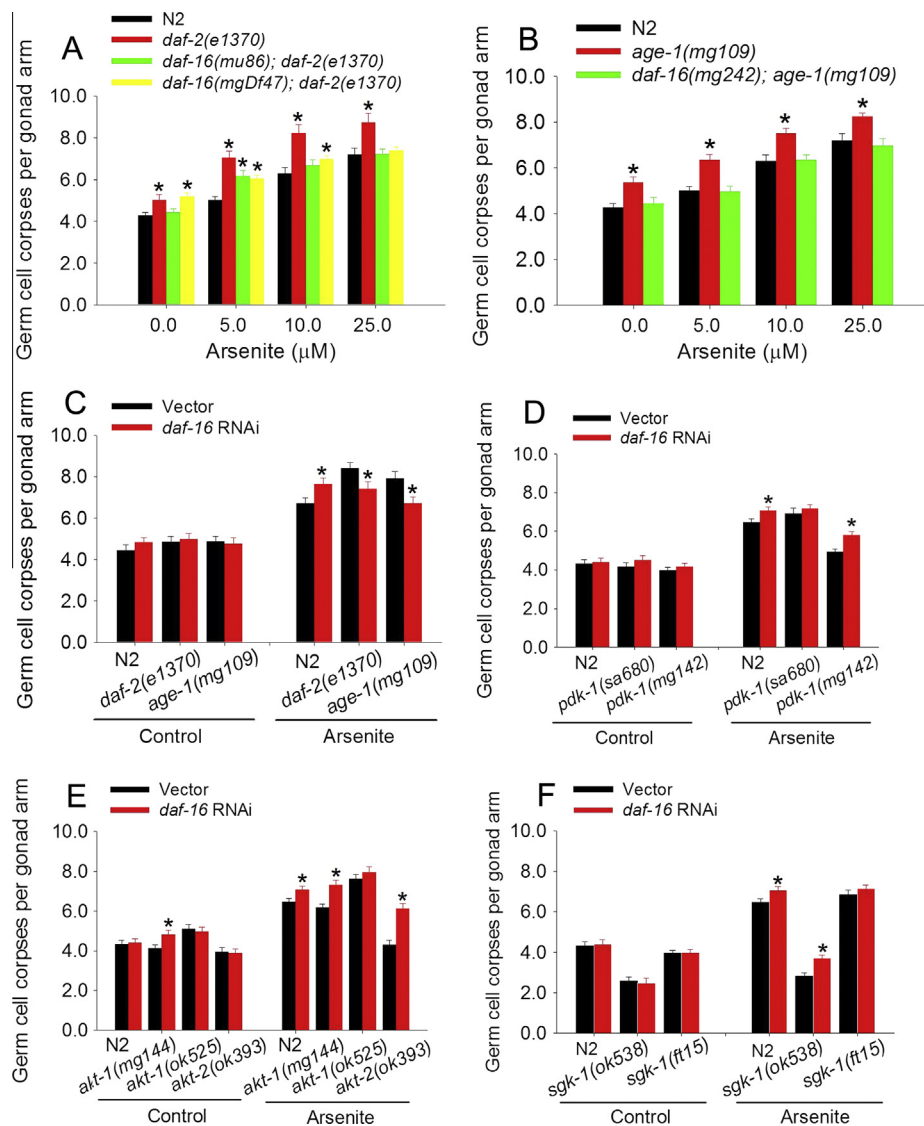 A
N2
daf-2(e1370)
daf-16(mu86); daf-2(e1370)
daf-16(mgDf47); daf-2(e1370)
Germ cell corpses per gonad arm
10.0
8.0
6.0
4.0
2.0
0.0
* * * * * * * *
0.0 5.0 10.0 25.0
Arsenite (μM)
B
N2
age-1(mg109)
daf-16(mg242); age-1(mg109)
Germ cell corpses per gonad arm
10.0
8.0
6.0
4.0
2.0
0.0
* * * *
0.0 5.0 10.0 25.0
Arsenite (μM)
C
Vector
daf-16 RNAi
Germ cell corpses per gonad arm
10.0
8.0
6.0
4.0
2.0
0.0
* * *
N2 daf-2(e1370) age-1(mg109) N2 daf-2(e1370) age-1(mg109)
Control Arsenite
D
Vector
daf-16 RNAi
Germ cell corpses per gonad arm
10.0
8.0
6.0
4.0
2.0
0.0
* *
N2 pdk-1(sa680) pdk-1(mg142) N2 pdk-1(sa680) pdk-1(mg142)
Control Arsenite
E
Vector
daf-16 RNAi
Germ cell corpses per gonad arm
10.0
8.0
6.0
4.0
2.0
0.0
* * * *
N2 akt-1(mg144) akt-1(ok525) akt-2(ok393) N2 akt-1(mg144) akt-1(ok525) akt-2(ok393)
Control Arsenite
F
Vector
daf-16 RNAi
Germ cell corpses per gonad arm
10.0
8.0
6.0
4.0
2.0
0.0
* *
N2 sgk-1(ok538) sgk-1(ft15) N2 sgk-1(ok538) sgk-1(ft15)
Control Arsenite